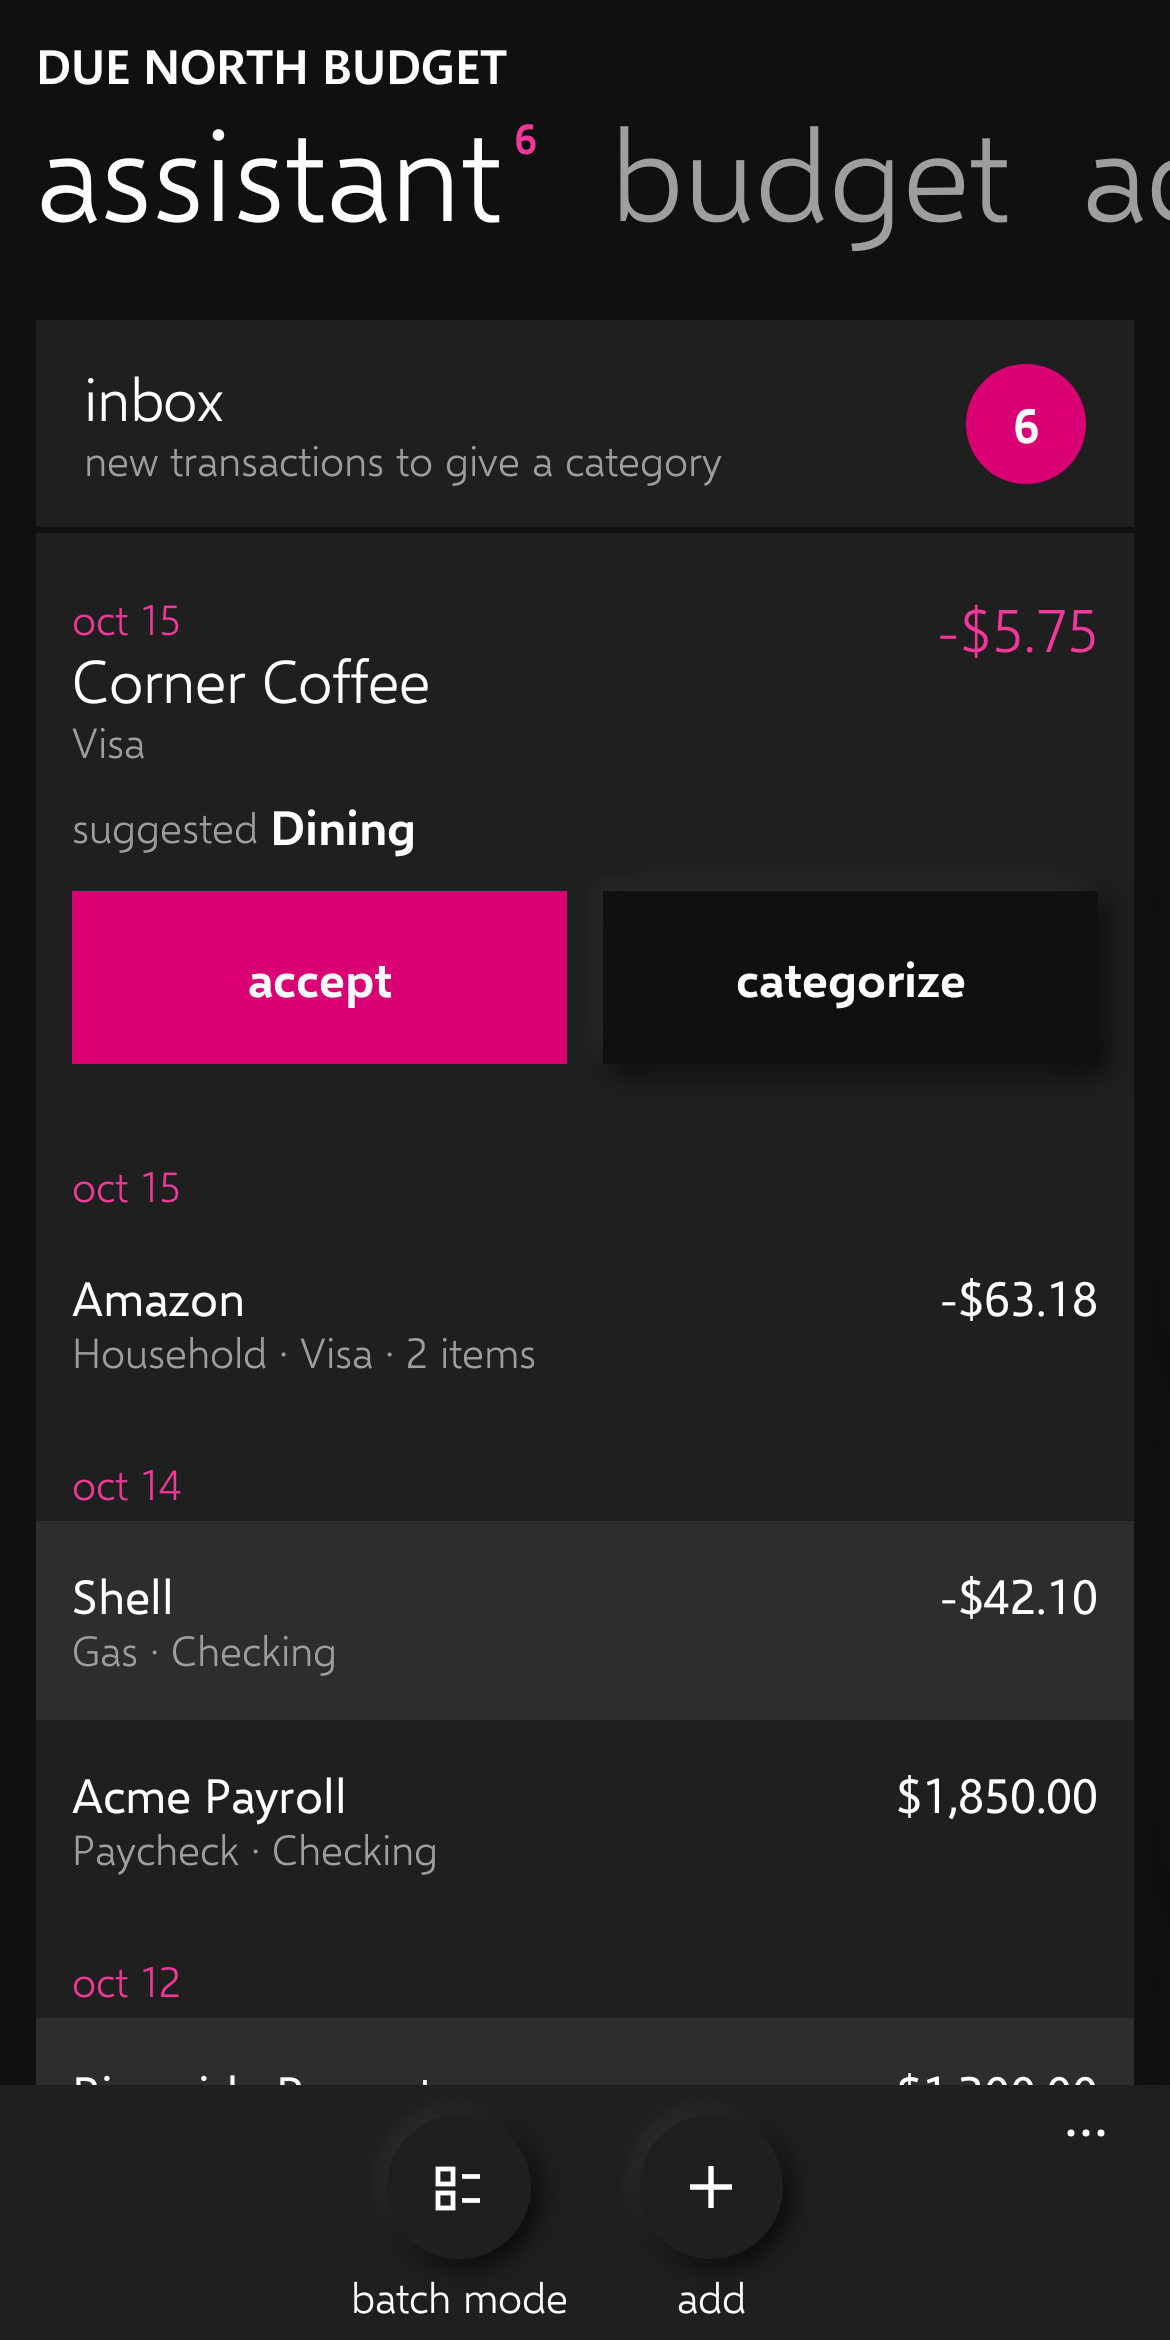 DUE NORTH BUDGET
assistant 6 budget
inbox
new transactions to give a category
6
oct 15
-$5.75
Corner Coffee
Visa
suggested Dining
accept categorize
oct 15
Amazon -$63.18
Household · Visa · 2 items
oct 14
Shell -$42.10
Gas · Checking
Acme Payroll $1,850.00
Paycheck · Checking
oct 12
...
batch mode add